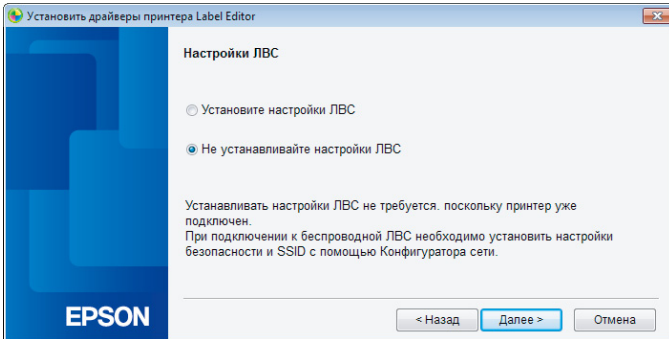 Установить драйверы принтера Label Editor
Настройки ЛВС
Установите настройки ЛВС
Не устанавливайте настройки ЛВС
Устанавливать настройки ЛВС не требуется. поскольку принтер уже
подключен.
При подключении к беспроводной ЛВС необходимо установить настройки
безопасности и SSID с помощью Конфигуратора сети.
EPSON
< Назад
Далее >
Отмена